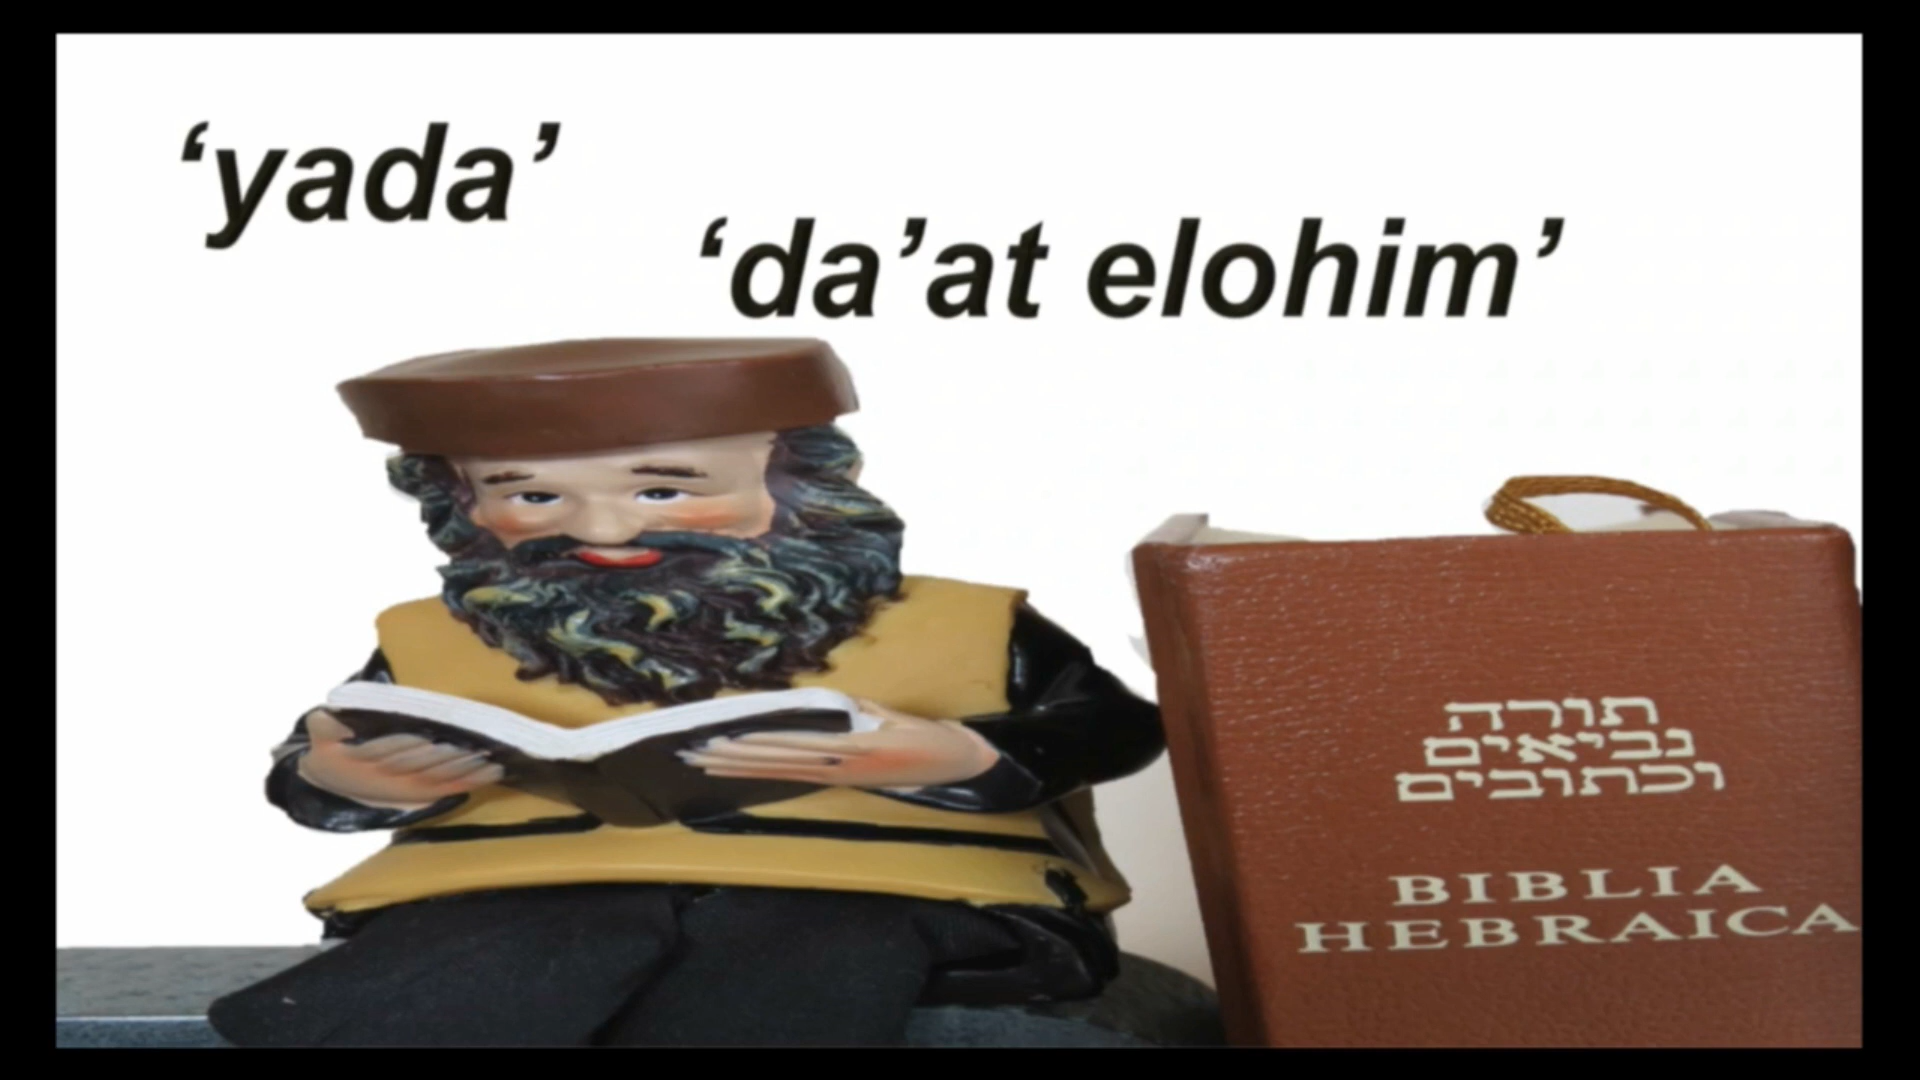 ‘yada’
‘da’at elohim’
תורה
נביאים
וכתובים
BIBLIA
HEBRAICA